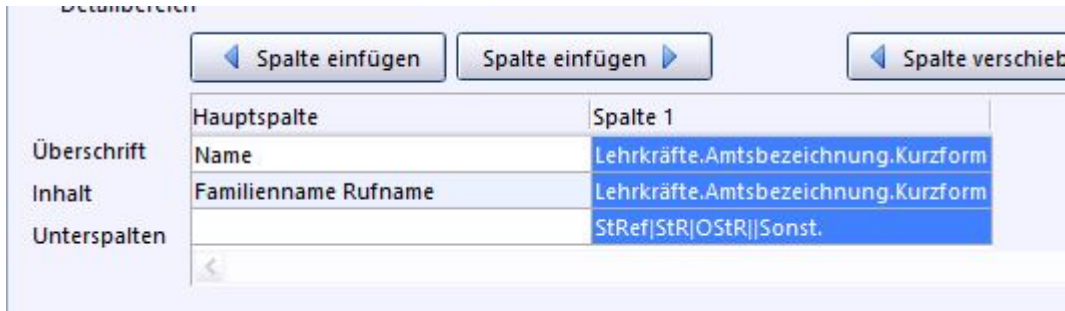 Detailbereich
Spalte einfügen Spalte einfügen Spalte verschieb
Hauptspalte Spalte 1
Überschrift Name Lehrkräfte.Amtsbezeichnung.Kurzform
Inhalt Familienname Rufname Lehrkräfte.Amtsbezeichnung.Kurzform
Unterspalten StRef|StR|OStR||Sonst.